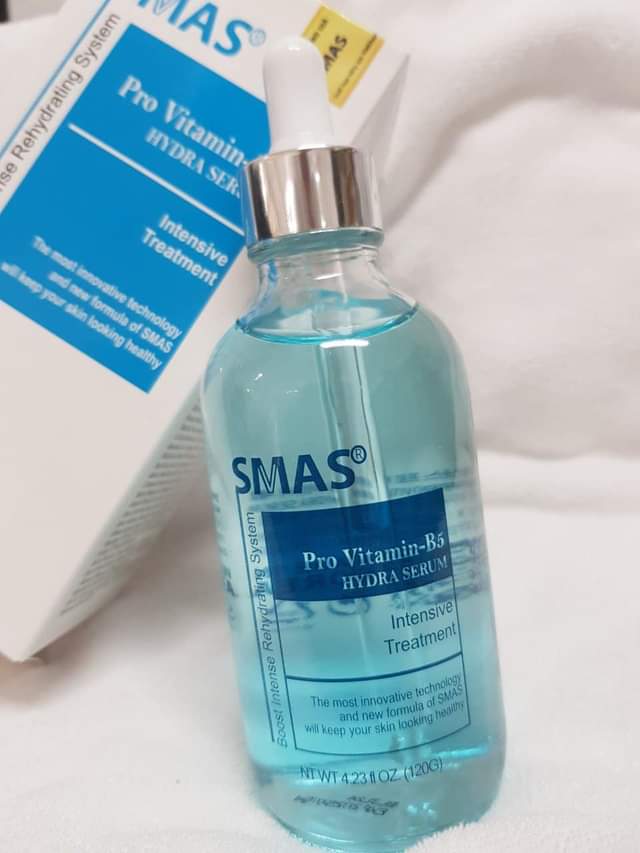 SMAS®
Pro Vitamin-
HYDRA SER
Intensive
Treatment
The most innovative technology
and new formula of SMAS
will keep your skin looking healthy
nse Rehydrating System
SMAS
SMAS®
Boost Intense Rehydrating System
Pro Vitamin-B5
HYDRA SERUM
Intensive
Treatment
The most innovative technology
and new formula of SMAS
will keep your skin looking healthy
NT WT 4.23 fl OZ. (120G)